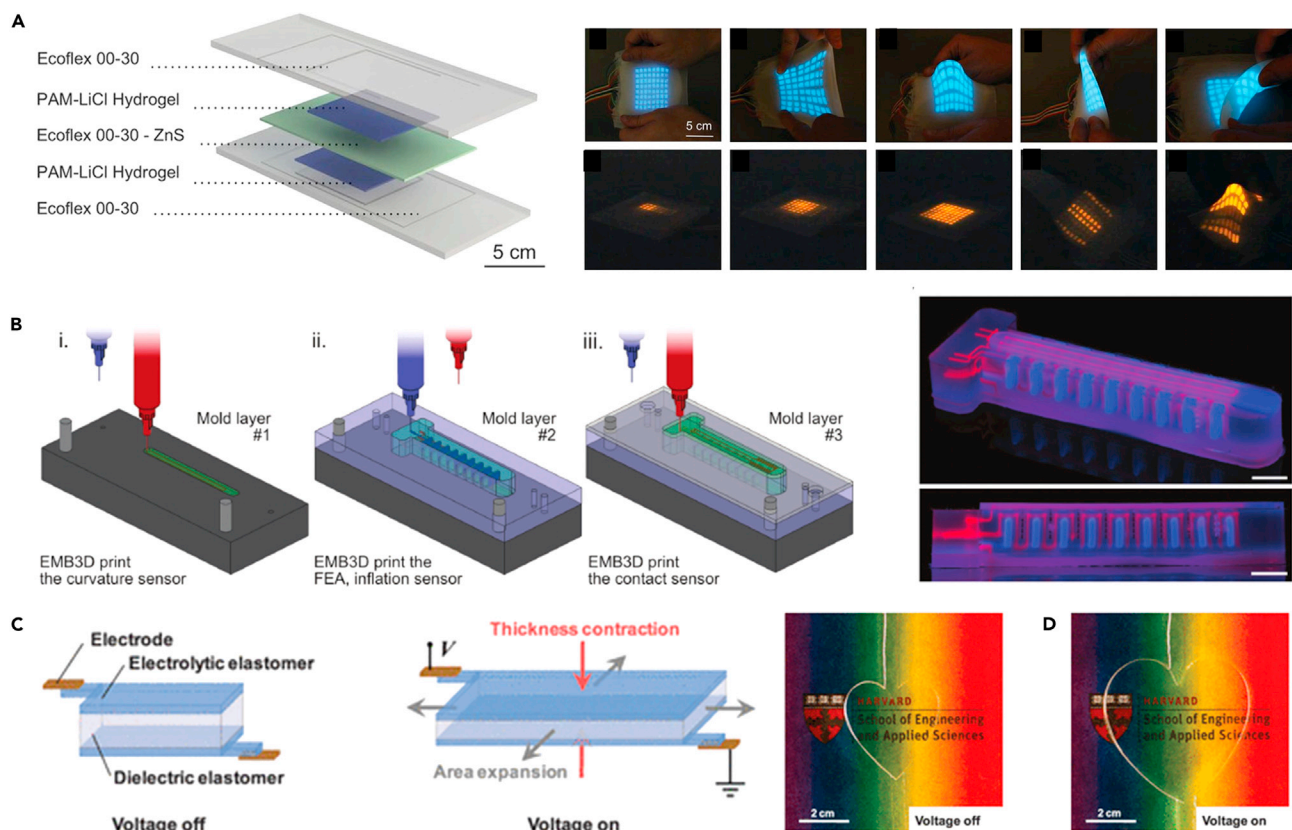 A
Ecoflex 00-30
PAM-LiCl Hydrogel
Ecoflex 00-30 - ZnS
PAM-LiCl Hydrogel
Ecoflex 00-30
5 cm
5 cm
B
i.
Mold layer
#1
EMB3D print
the curvature sensor
ii.
Mold layer
#2
EMB3D print the
FEA, inflation sensor
iii.
Mold layer
#3
EMB3D print
the contact sensor
C
Electrode
Electrolytic elastomer
Dielectric elastomer
Voltage off
V
Thickness contraction
Area expansion
Voltage on
HARVARD
School of Engineering
and Applied Sciences
2 cm
Voltage off
D
HARVARD
School of Engineering
and Applied Sciences
2 cm
Voltage on